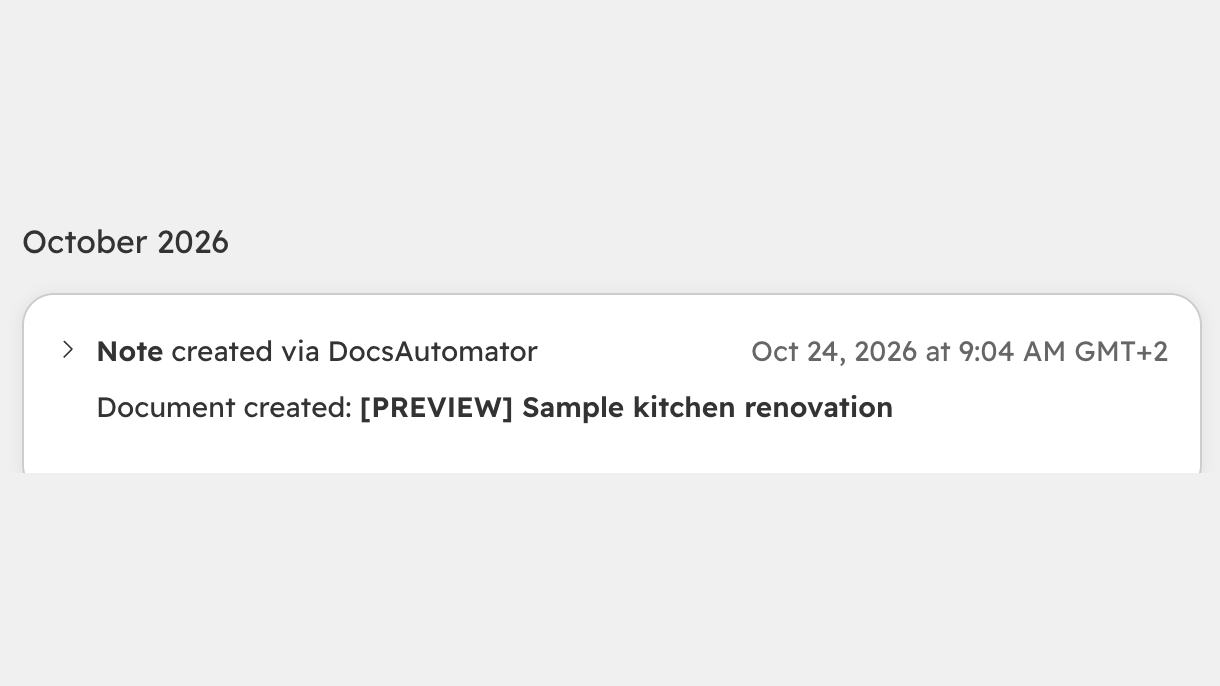 October 2026
Note created via DocsAutomator Oct 24, 2026 at 9:04 AM GMT+2
Document created: [PREVIEW] Sample kitchen renovation